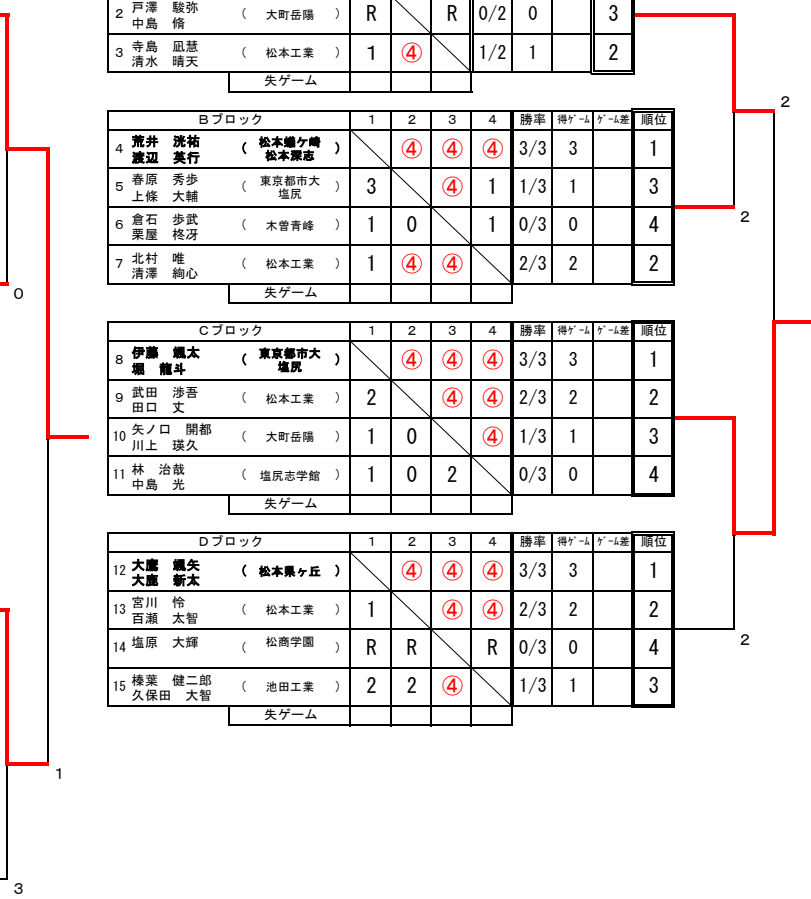 2 戸澤 駿弥 中島 脩 ( 大町岳陽 ) R R 0/2 0 3
3 寺島 凪慧 清水 晴天 ( 松本工業 ) 1 ④ 1/2 1 2
失ゲーム
2
Bブロック 1 2 3 4 勝率 得ゲーム ゲーム差 順位
4 荒井 洸祐 渡辺 英行 ( 松本蟻ケ崎 松本深志 ) ④ ④ ④ 3/3 3 1
5 春原 秀歩 上條 大輔 ( 東京都市大 塩尻 ) 3 ④ 1 1/3 1 3
2
6 倉石 歩武 栗屋 柊冴 ( 木曽青峰 ) 1 0 1 0/3 0 4
7 北村 唯 清澤 絢心 ( 松本工業 ) 1 ④ ④ 2/3 2 2
失ゲーム
0
Cブロック 1 2 3 4 勝率 得ゲーム ゲーム差 順位
8 伊藤 颯太 堀 龍斗 ( 東京都市大 塩尻 ) ④ ④ ④ 3/3 3 1
9 武田 渉吾 田口 丈 ( 松本工業 ) 2 ④ ④ 2/3 2 2
10 矢ノ口 開都 川上 瑛久 ( 大町岳陽 ) 1 0 ④ 1/3 1 3
11 林 治哉 中島 光 ( 塩尻志学館 ) 1 0 2 0/3 0 4
失ゲーム
Dブロック 1 2 3 4 勝率 得ゲーム ゲーム差 順位
12 大鷹 颯矢 大鹿 新太 ( 松本県ヶ丘 ) ④ ④ ④ 3/3 3 1
13 宮川 怜 百瀬 太智 ( 松本工業 ) 1 ④ ④ 2/3 2 2
14 塩原 大輝 ( 松商学園 ) R R R 0/3 0 4
2
15 榛葉 健二郎 久保田 大智 ( 池田工業 ) 2 2 ④ 1/3 1 3
失ゲーム
1
3